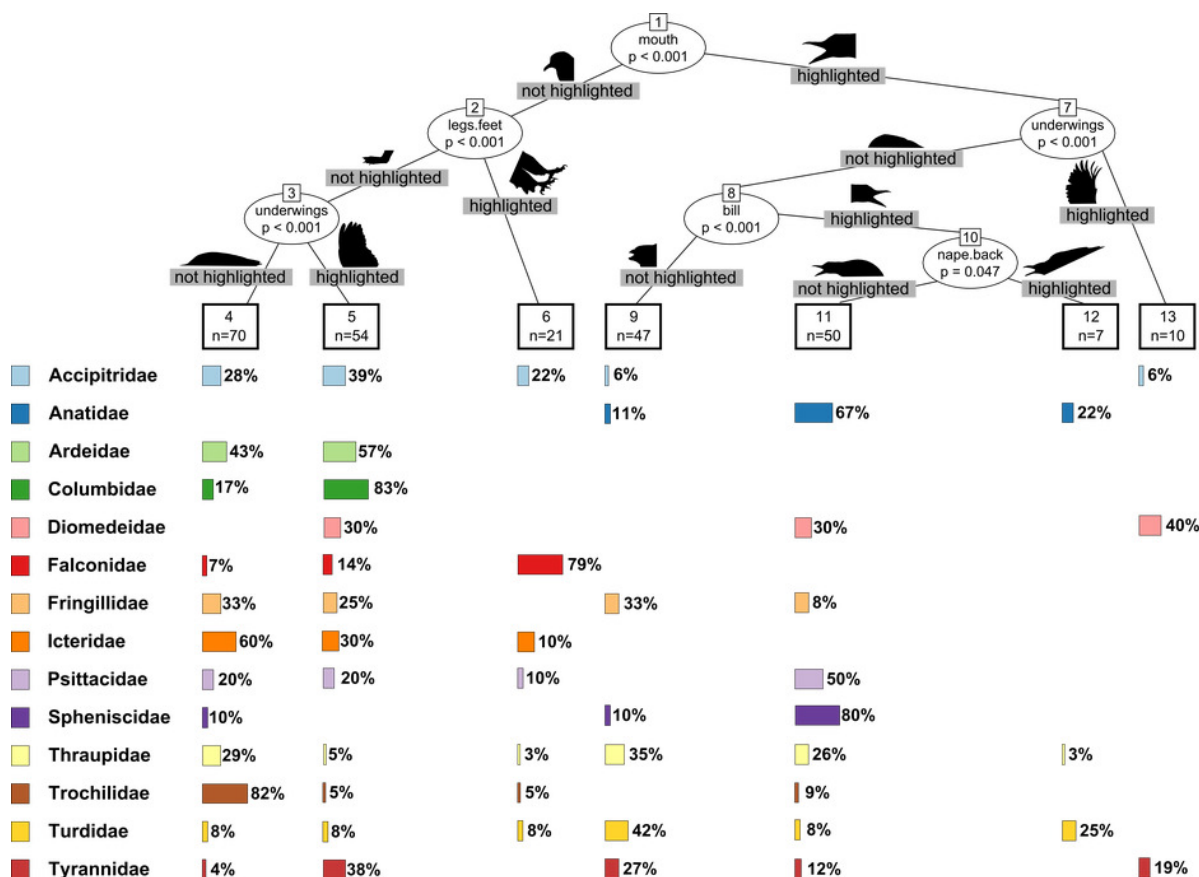 1
mouth
p < 0.001
not highlighted
highlighted
2
legs.feet
p < 0.001
7
underwings
p < 0.001
not highlighted
highlighted
not highlighted
highlighted
3
underwings
p < 0.001
8
bill
p < 0.001
not highlighted
highlighted
not highlighted
highlighted
10
nape.back
p = 0.047
not highlighted
highlighted
4
n=70
5
n=54
6
n=21
9
n=47
11
n=50
12
n=7
13
n=10
Accipitridae 28% 39% 22% 6% 6%
Anatidae 11% 67% 22%
Ardeidae 43% 57%
Columbidae 17% 83%
Diomedeidae 30% 30% 40%
Falconidae 7% 14% 79%
Fringillidae 33% 25% 33% 8%
Icteridae 60% 30% 10%
Psittacidae 20% 20% 10% 50%
Spheniscidae 10% 10% 80%
Thraupidae 29% 5% 3% 35% 26% 3%
Trochilidae 82% 5% 5% 9%
Turdidae 8% 8% 8% 42% 8% 25%
Tyrannidae 4% 38% 27% 12% 19%